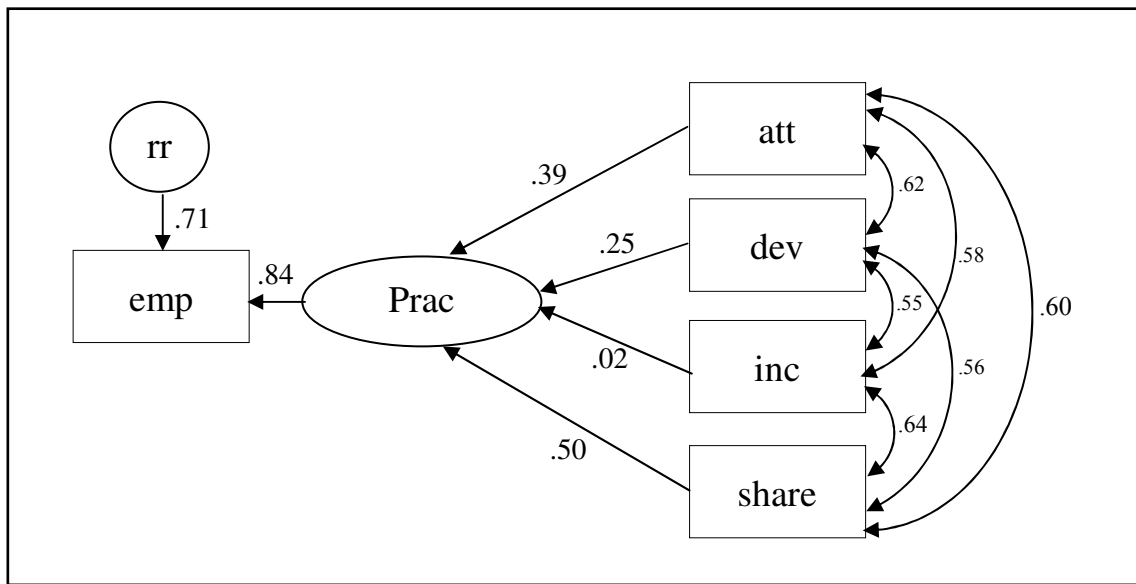 rr
.71
emp
.84
Prac
.39
.25
.02
.50
att
dev
inc
share
.62
.58
.55
.60
.56
.64